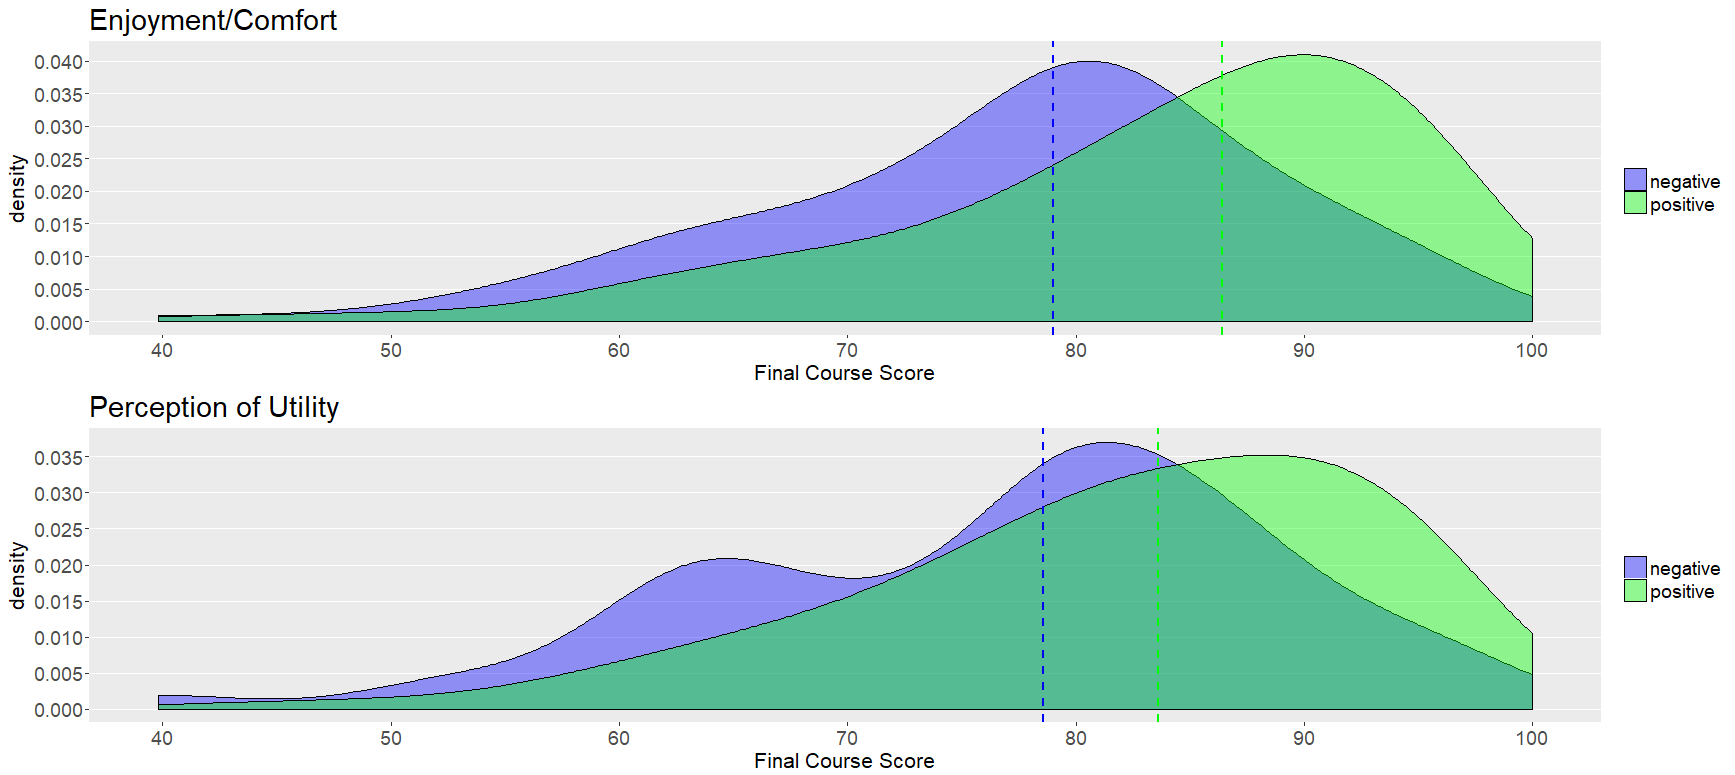 Enjoyment/Comfort
0.040
0.035
0.030
0.025
0.020
0.015
0.010
0.005
0.000
density
40 50 60 70 80 90 100
Final Course Score
negative
positive
Perception of Utility
0.035
0.030
0.025
0.020
0.015
0.010
0.005
0.000
density
40 50 60 70 80 90 100
Final Course Score
negative
positive